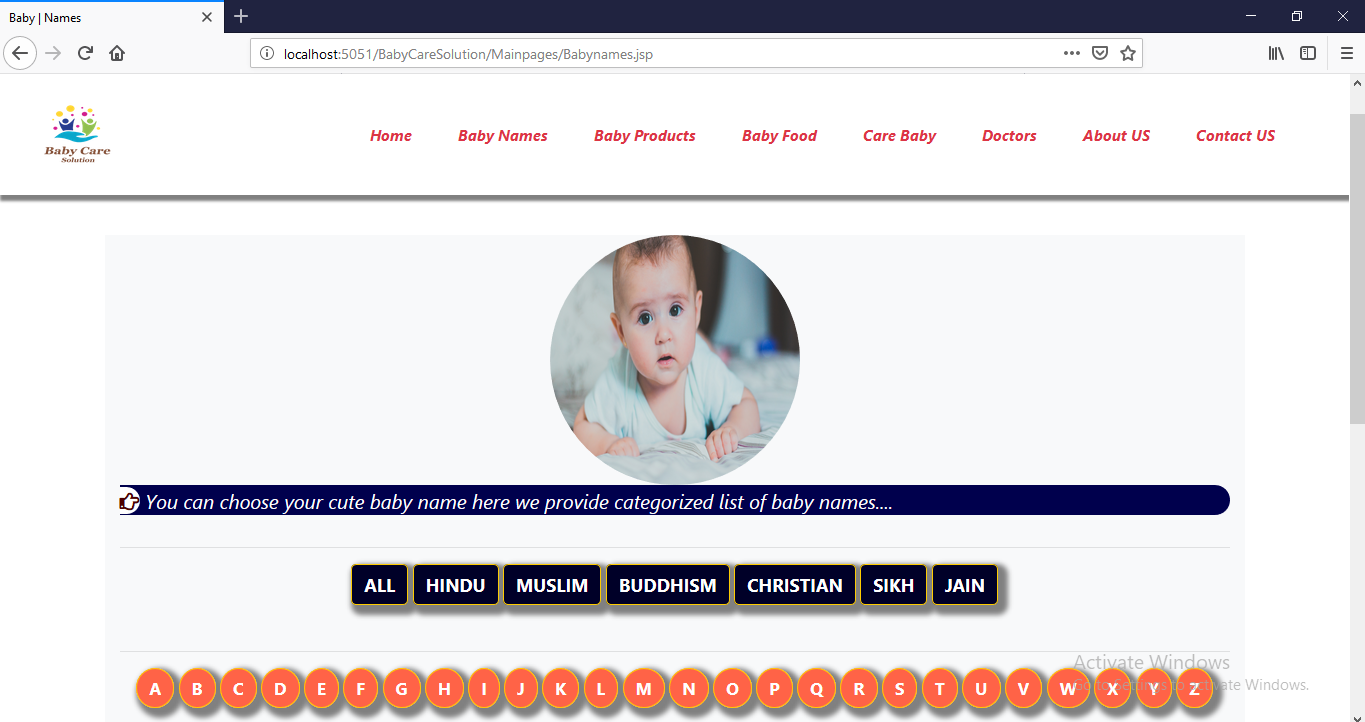 Baby | Names
localhost:5051/BabyCareSolution/Mainpages/Babynames.jsp
Baby Care
Solution
Home Baby Names Baby Products Baby Food Care Baby Doctors About US Contact US
You can choose your cute baby name here we provide categorized list of baby names....
ALL HINDU MUSLIM BUDDHISM CHRISTIAN SIKH JAIN
Activate Windows
A B C D E F G H I J K L M N O P Q R S T U V W X Y Z
Go to Settings to activate Windows.